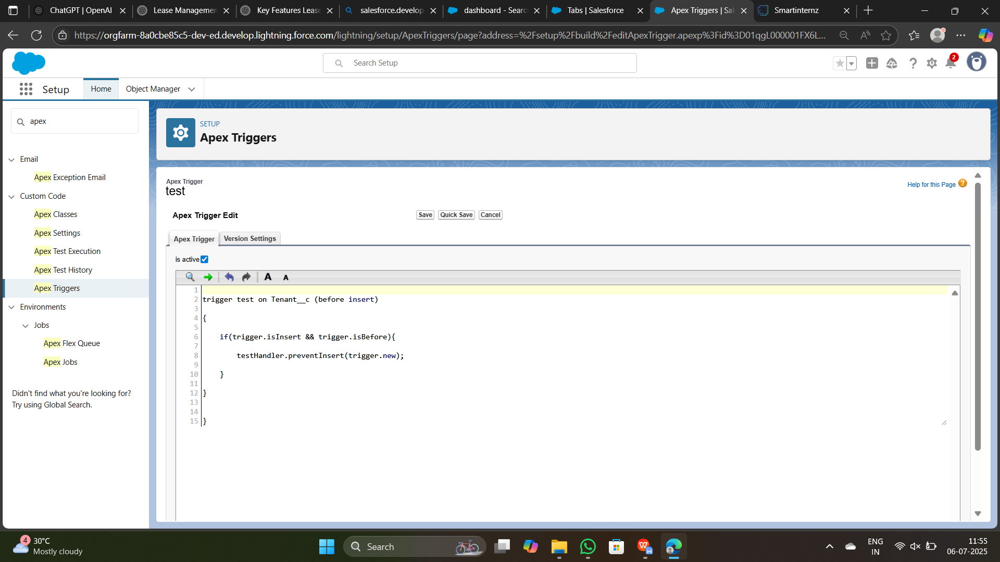 ChatGPT | OpenAI
Lease Managemen
Key Features Lease
salesforce.develop
dashboard - Searc
Tabs | Salesforce
Apex Triggers | Sal
Smartinternz
https://orgfarm-8a0cbe85c5-dev-ed.develop.lightning.force.com/lightning/setup/ApexTriggers/page?address=%2Fsetup%2Fbuild%2FeditApexTrigger.apexp%3Fid%3D01qgL000001FX6L...
Search Setup
2
Setup
Home
Object Manager
apex
Email
Apex Exception Email
Custom Code
Apex Classes
Apex Settings
Apex Test Execution
Apex Test History
Apex Triggers
Environments
Jobs
Apex Flex Queue
Apex Jobs
Didn't find what you're looking for?
Try using Global Search.
SETUP
Apex Triggers
Apex Trigger
test
Help for this Page ?
Apex Trigger Edit
Save
Quick Save
Cancel
Apex Trigger
Version Settings
is active
A A
1
2 trigger test on Tenant__c (before insert)
3
4 {
5
6 if(trigger.isInsert && trigger.isBefore){
7
8 testHandler.preventInsert(trigger.new);
9
10 }
11
12 }
13
14
15 }
4
30°C
Mostly cloudy
Search
ENG
IN
11:55
06-07-2025